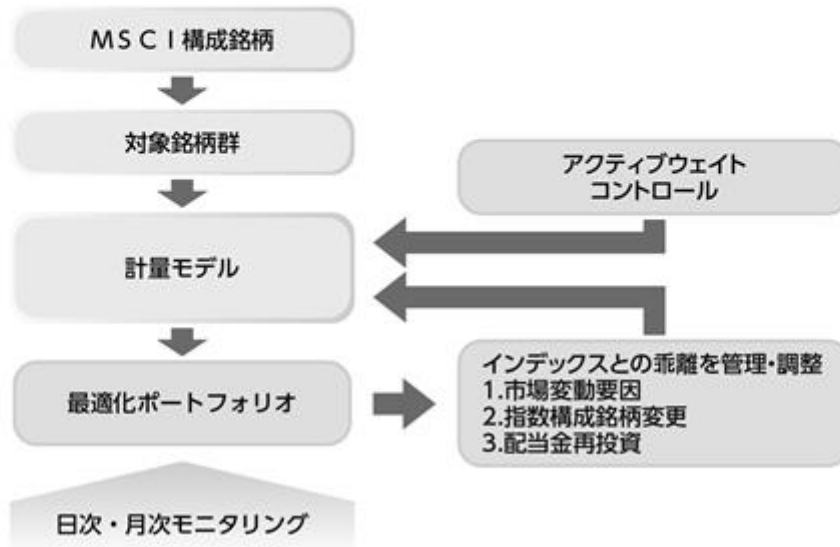 ＭＳＣＩ構成銘柄
対象銘柄群
アクティブウェイト
コントロール
計量モデル
最適化ポートフォリオ
インデックスとの乖離を管理・調整
1.市場変動要因
2.指数構成銘柄変更
3.配当金再投資
日次・月次モニタリング